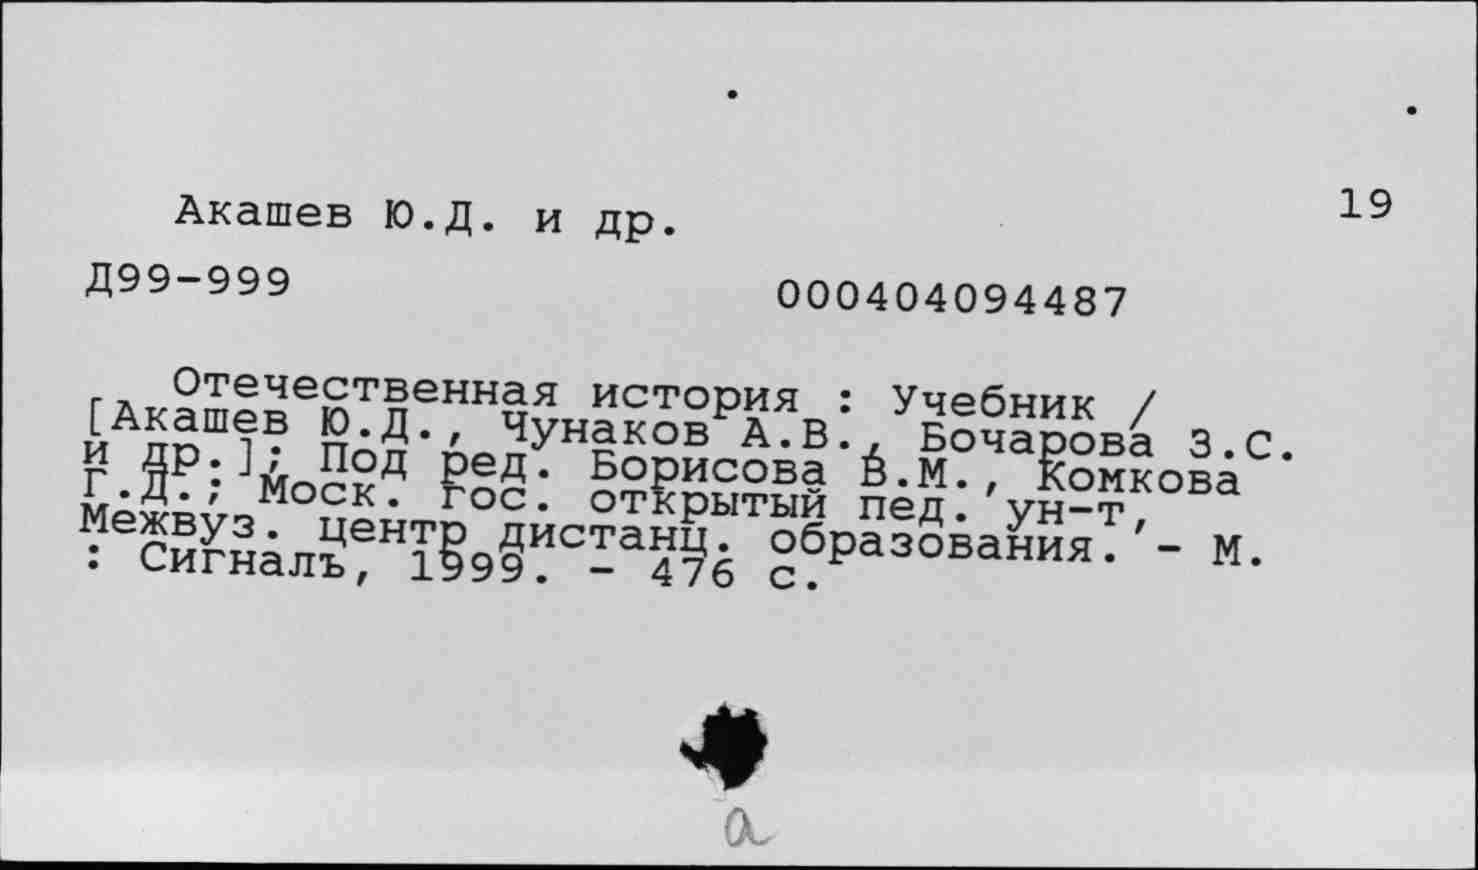 Акашев Ю.Д. и др. 19
Д99-999 000404094487
Отечественная история : Учебник /
[Акашев Ю.Д., Чунаков А.В., Бочарова З.С.
и др.]; Под ред. Борисова В.М., Комкова
Г.Д.; Моск. гос. открытый пед. ун-т,
Межвуз. центр дистанц. образования. - М.
: Сигналъ, 1999. - 476 с.
а